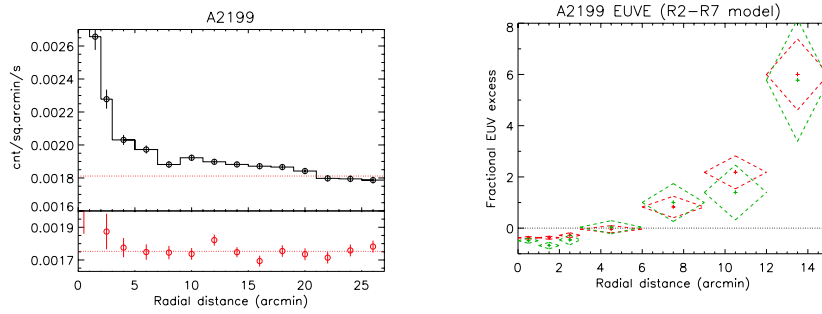 A2199
cnt/sq.arcmin/s
0.0026
0.0024
0.0022
0.0020
0.0018
0.0016
0.0019
0.0017
0 5 10 15 20 25
Radial distance (arcmin)
A2199 EUVE (R2−R7 model)
Fractional EUV excess
8
6
4
2
0
0 2 4 6 8 10 12 14
Radial distance (arcmin)